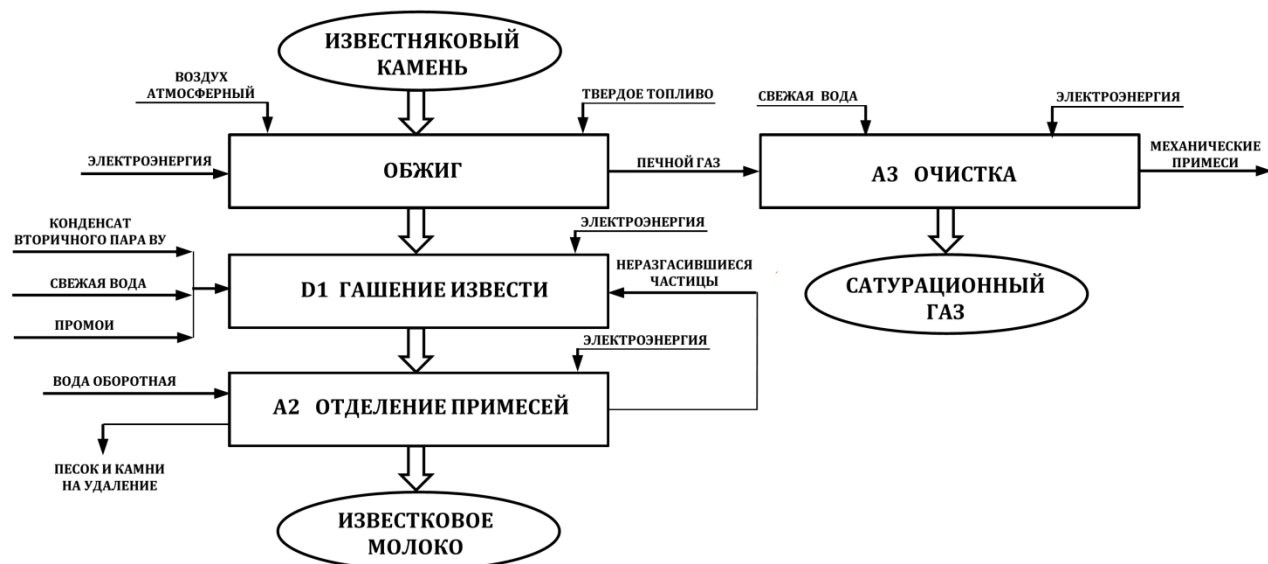 ИЗВЕСТНЯКОВЫЙ
КАМЕНЬ
ВОЗДУХ
АТМОСФЕРНЫЙ
ТВЕРДОЕ ТОПЛИВО
СВЕЖАЯ ВОДА
ЭЛЕКТРОЭНЕРГИЯ
ЭЛЕКТРОЭНЕРГИЯ
ОБЖИГ
ПЕЧНОЙ ГАЗ
А3 ОЧИСТКА
МЕХАНИЧЕСКИЕ
ПРИМЕСИ
КОНДЕНСАТ
ВТОРИЧНОГО ПАРА ВУ
ЭЛЕКТРОЭНЕРГИЯ
СВЕЖАЯ ВОДА
D1 ГАШЕНИЕ ИЗВЕСТИ
НЕРАЗГАСИВШИЕСЯ
ЧАСТИЦЫ
САТУРАЦИОННЫЙ
ГАЗ
ПРОМОИ
ЭЛЕКТРОЭНЕРГИЯ
ВОДА ОБОРОТНАЯ
А2 ОТДЕЛЕНИЕ ПРИМЕСЕЙ
ПЕСОК И КАМНИ
НА УДАЛЕНИЕ
ИЗВЕСТКОВОЕ
МОЛОКО